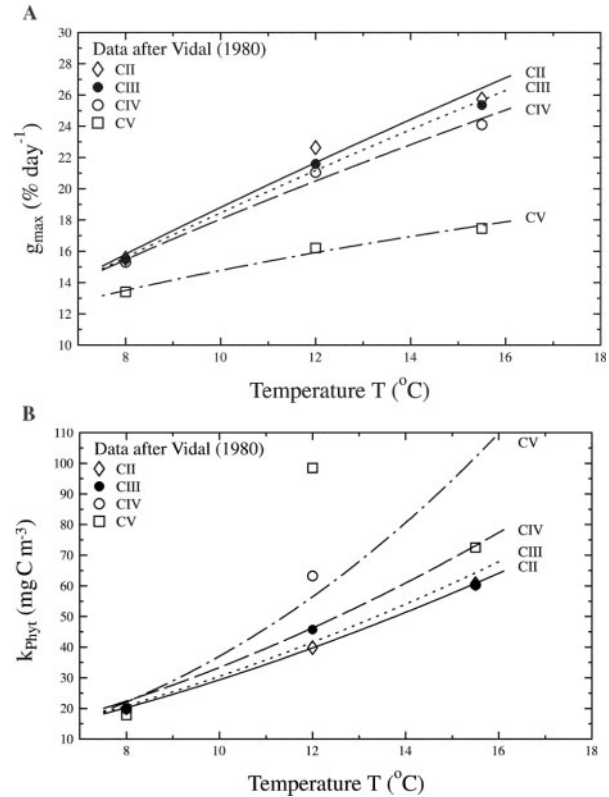 A
30
28
26
24
22
20
18
16
14
12
10
g_max (% day⁻¹)
Data after Vidal (1980)
CII
CIII
CIV
CV
CII
CIII
CIV
CV
8
10
12
14
16
18
Temperature T (°C)
B
110
100
90
80
70
60
50
40
30
20
10
k_Phyt (mg C m⁻³)
Data after Vidal (1980)
CII
CIII
CIV
CV
CV
CIV
CIII
CII
8
10
12
14
16
18
Temperature T (°C)